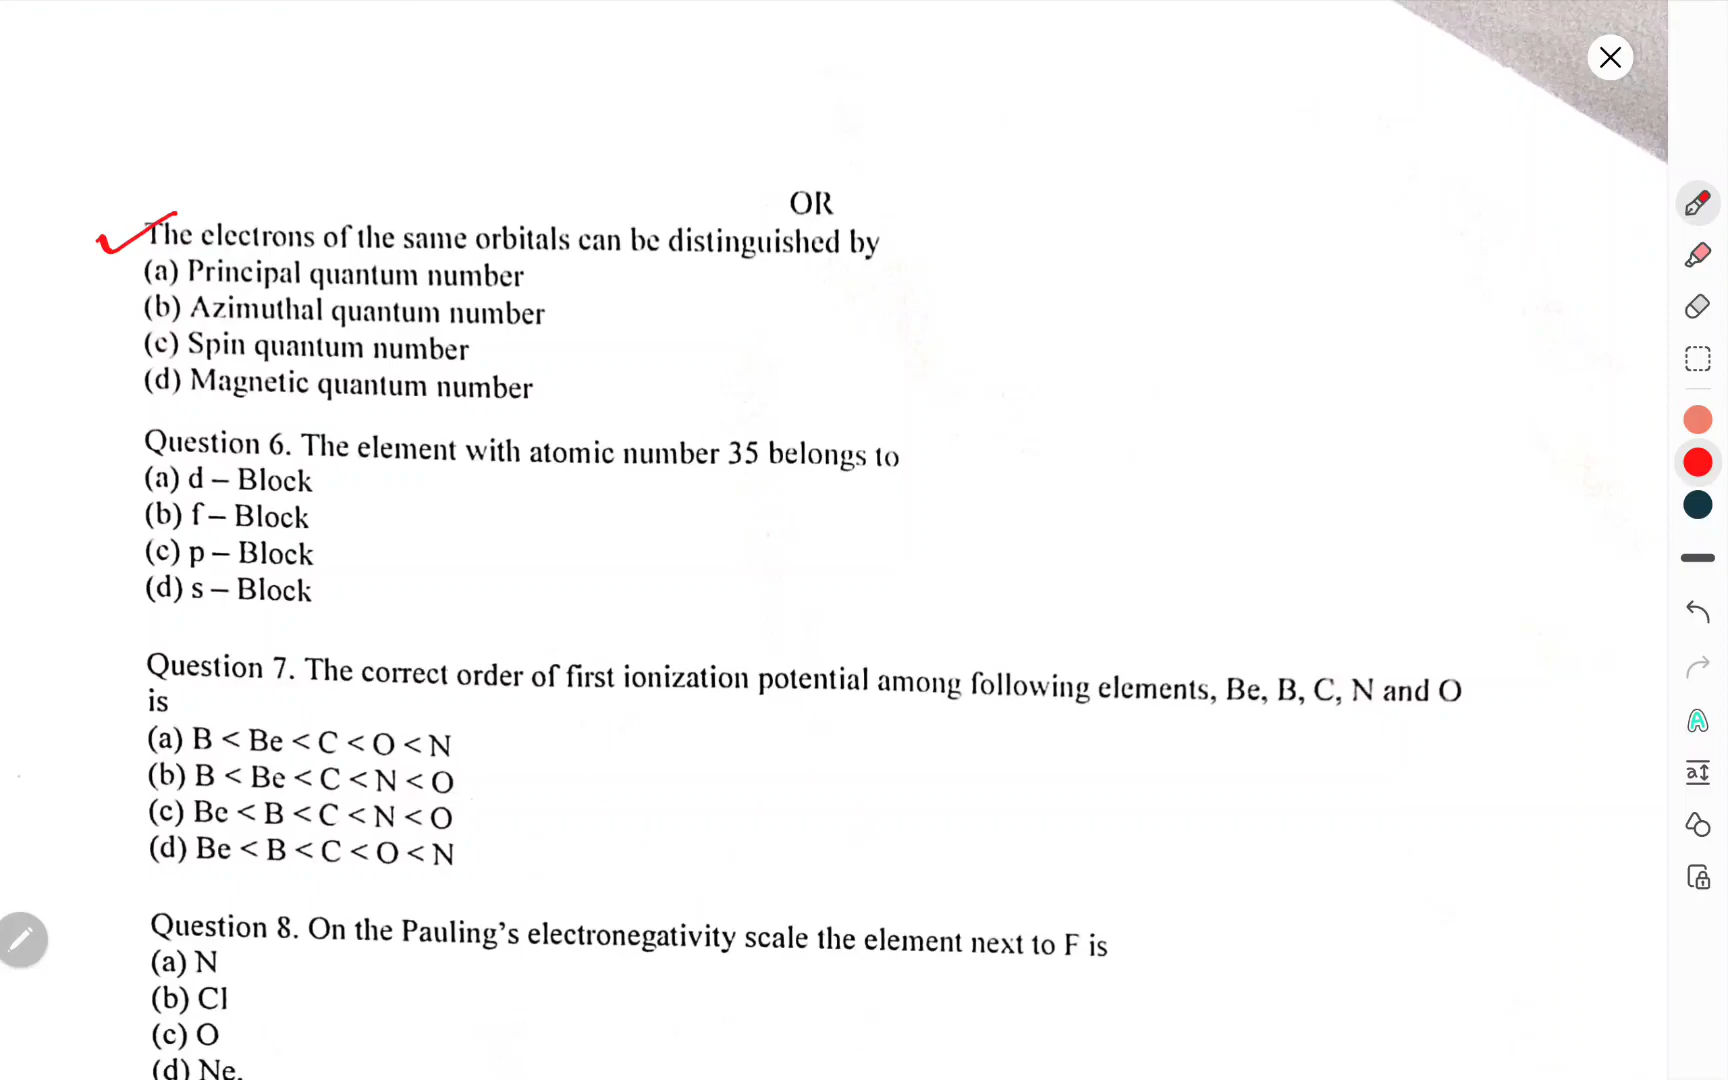 OR
The electrons of the same orbitals can be distinguished by
(a) Principal quantum number
(b) Azimuthal quantum number
(c) Spin quantum number
(d) Magnetic quantum number
Question 6. The element with atomic number 35 belongs to
(a) d – Block
(b) f – Block
(c) p – Block
(d) s – Block
Question 7. The correct order of first ionization potential among following elements, Be, B, C, N and O
is
(a) B < Be < C < O < N
(b) B < Be < C < N < O
(c) Be < B < C < N < O
(d) Be < B < C < O < N
Question 8. On the Pauling's electronegativity scale the element next to F is
(a) N
(b) Cl
(c) O
(d) Ne.